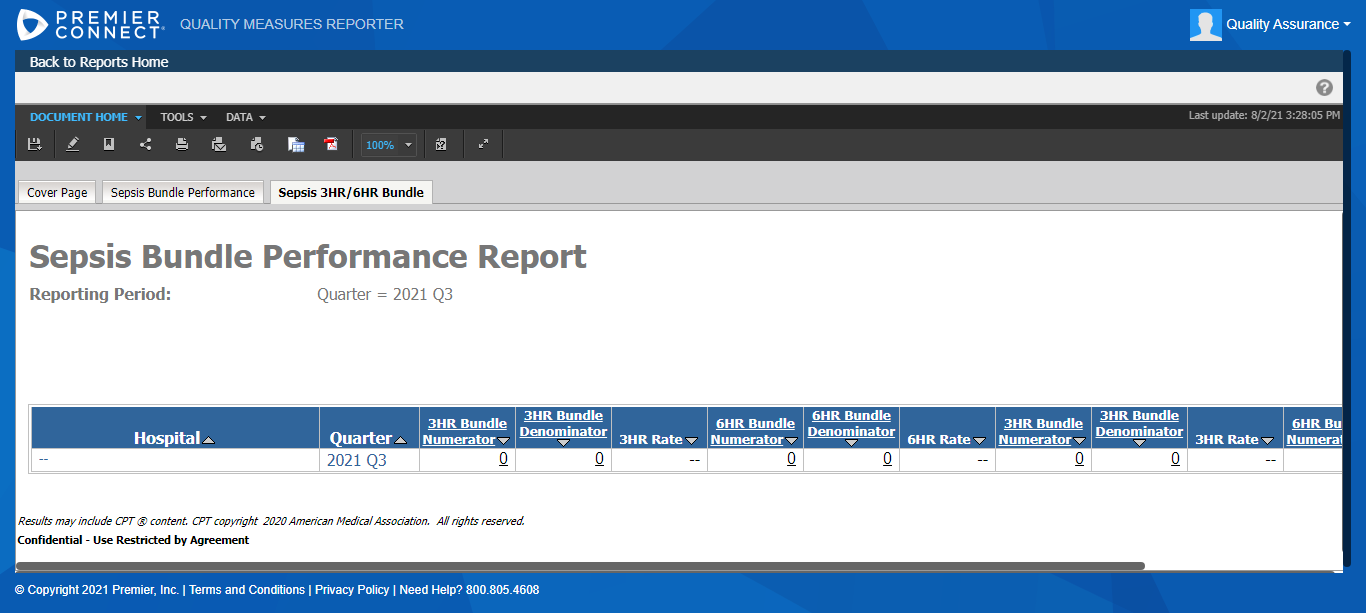 PREMIER CONNECT® QUALITY MEASURES REPORTER Quality Assurance
Back to Reports Home
DOCUMENT HOME TOOLS DATA Last update: 8/2/21 3:28:05 PM
100%
Cover Page Sepsis Bundle Performance Sepsis 3HR/6HR Bundle
Sepsis Bundle Performance Report
Reporting Period: Quarter = 2021 Q3
Hospital Quarter 3HR Bundle Numerator 3HR Bundle Denominator 3HR Rate 6HR Bundle Numerator 6HR Bundle Denominator 6HR Rate 3HR Bundle Numerator 3HR Bundle Denominator 3HR Rate 6HR Bu Numerat
-- 2021 Q3 0 0 -- 0 0 -- 0 0 --
Results may include CPT ® content. CPT copyright 2020 American Medical Association. All rights reserved.
Confidential - Use Restricted by Agreement
© Copyright 2021 Premier, Inc. | Terms and Conditions | Privacy Policy | Need Help? 800.805.4608